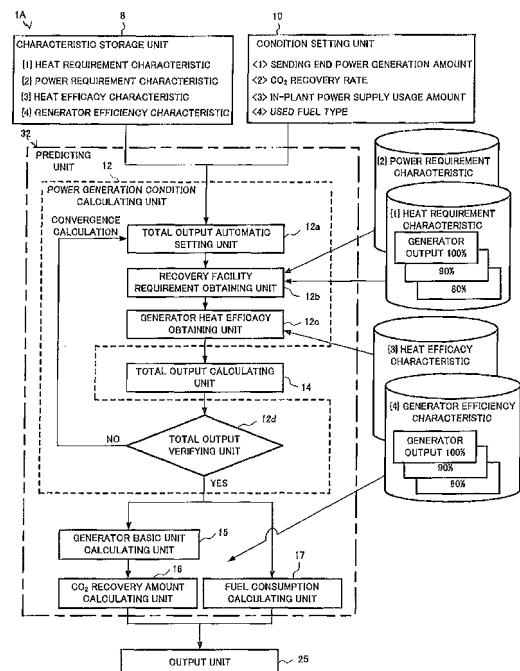 1A
8
10
CHARACTERISTIC STORAGE UNIT
[1] HEAT REQUIREMENT CHARACTERISTIC
[2] POWER REQUIREMENT CHARACTERISTIC
[3] HEAT EFFICACY CHARACTERISTIC
[4] GENERATOR EFFICIENCY CHARACTERISTIC
CONDITION SETTING UNIT
<1> SENDING END POWER GENERATION AMOUNT
<2> CO2 RECOVERY RATE
<3> IN-PLANT POWER SUPPLY USAGE AMOUNT
<4> USED FUEL TYPE
32
PREDICTING
UNIT
12
POWER GENERATION CONDITION
CALCULATING UNIT
CONVERGENCE CALCULATION
TOTAL OUTPUT AUTOMATIC
SETTING UNIT
12a
RECOVERY FACILITY
REQUIREMENT OBTAINING UNIT
12b
GENERATOR HEAT EFFICACY
OBTAINING UNIT
12c
TOTAL OUTPUT CALCULATING
UNIT
14
12d
TOTAL OUTPUT
VERIFYING UNIT
NO
YES
[2] POWER REQUIREMENT
CHARACTERISTIC
[1] HEAT REQUIREMENT
CHARACTERISTIC
GENERATOR
OUTPUT 100%
90%
80%
[3] HEAT EFFICACY
CHARACTERISTIC
[4] GENERATOR EFFICIENCY
CHARACTERISTIC
GENERATOR
OUTPUT 100%
90%
80%
GENERATOR BASIC UNIT
CALCULATING UNIT
15
16
CO2 RECOVERY AMOUNT
CALCULATING UNIT
17
FUEL CONSUMPTION
CALCULATING UNIT
OUTPUT UNIT
25